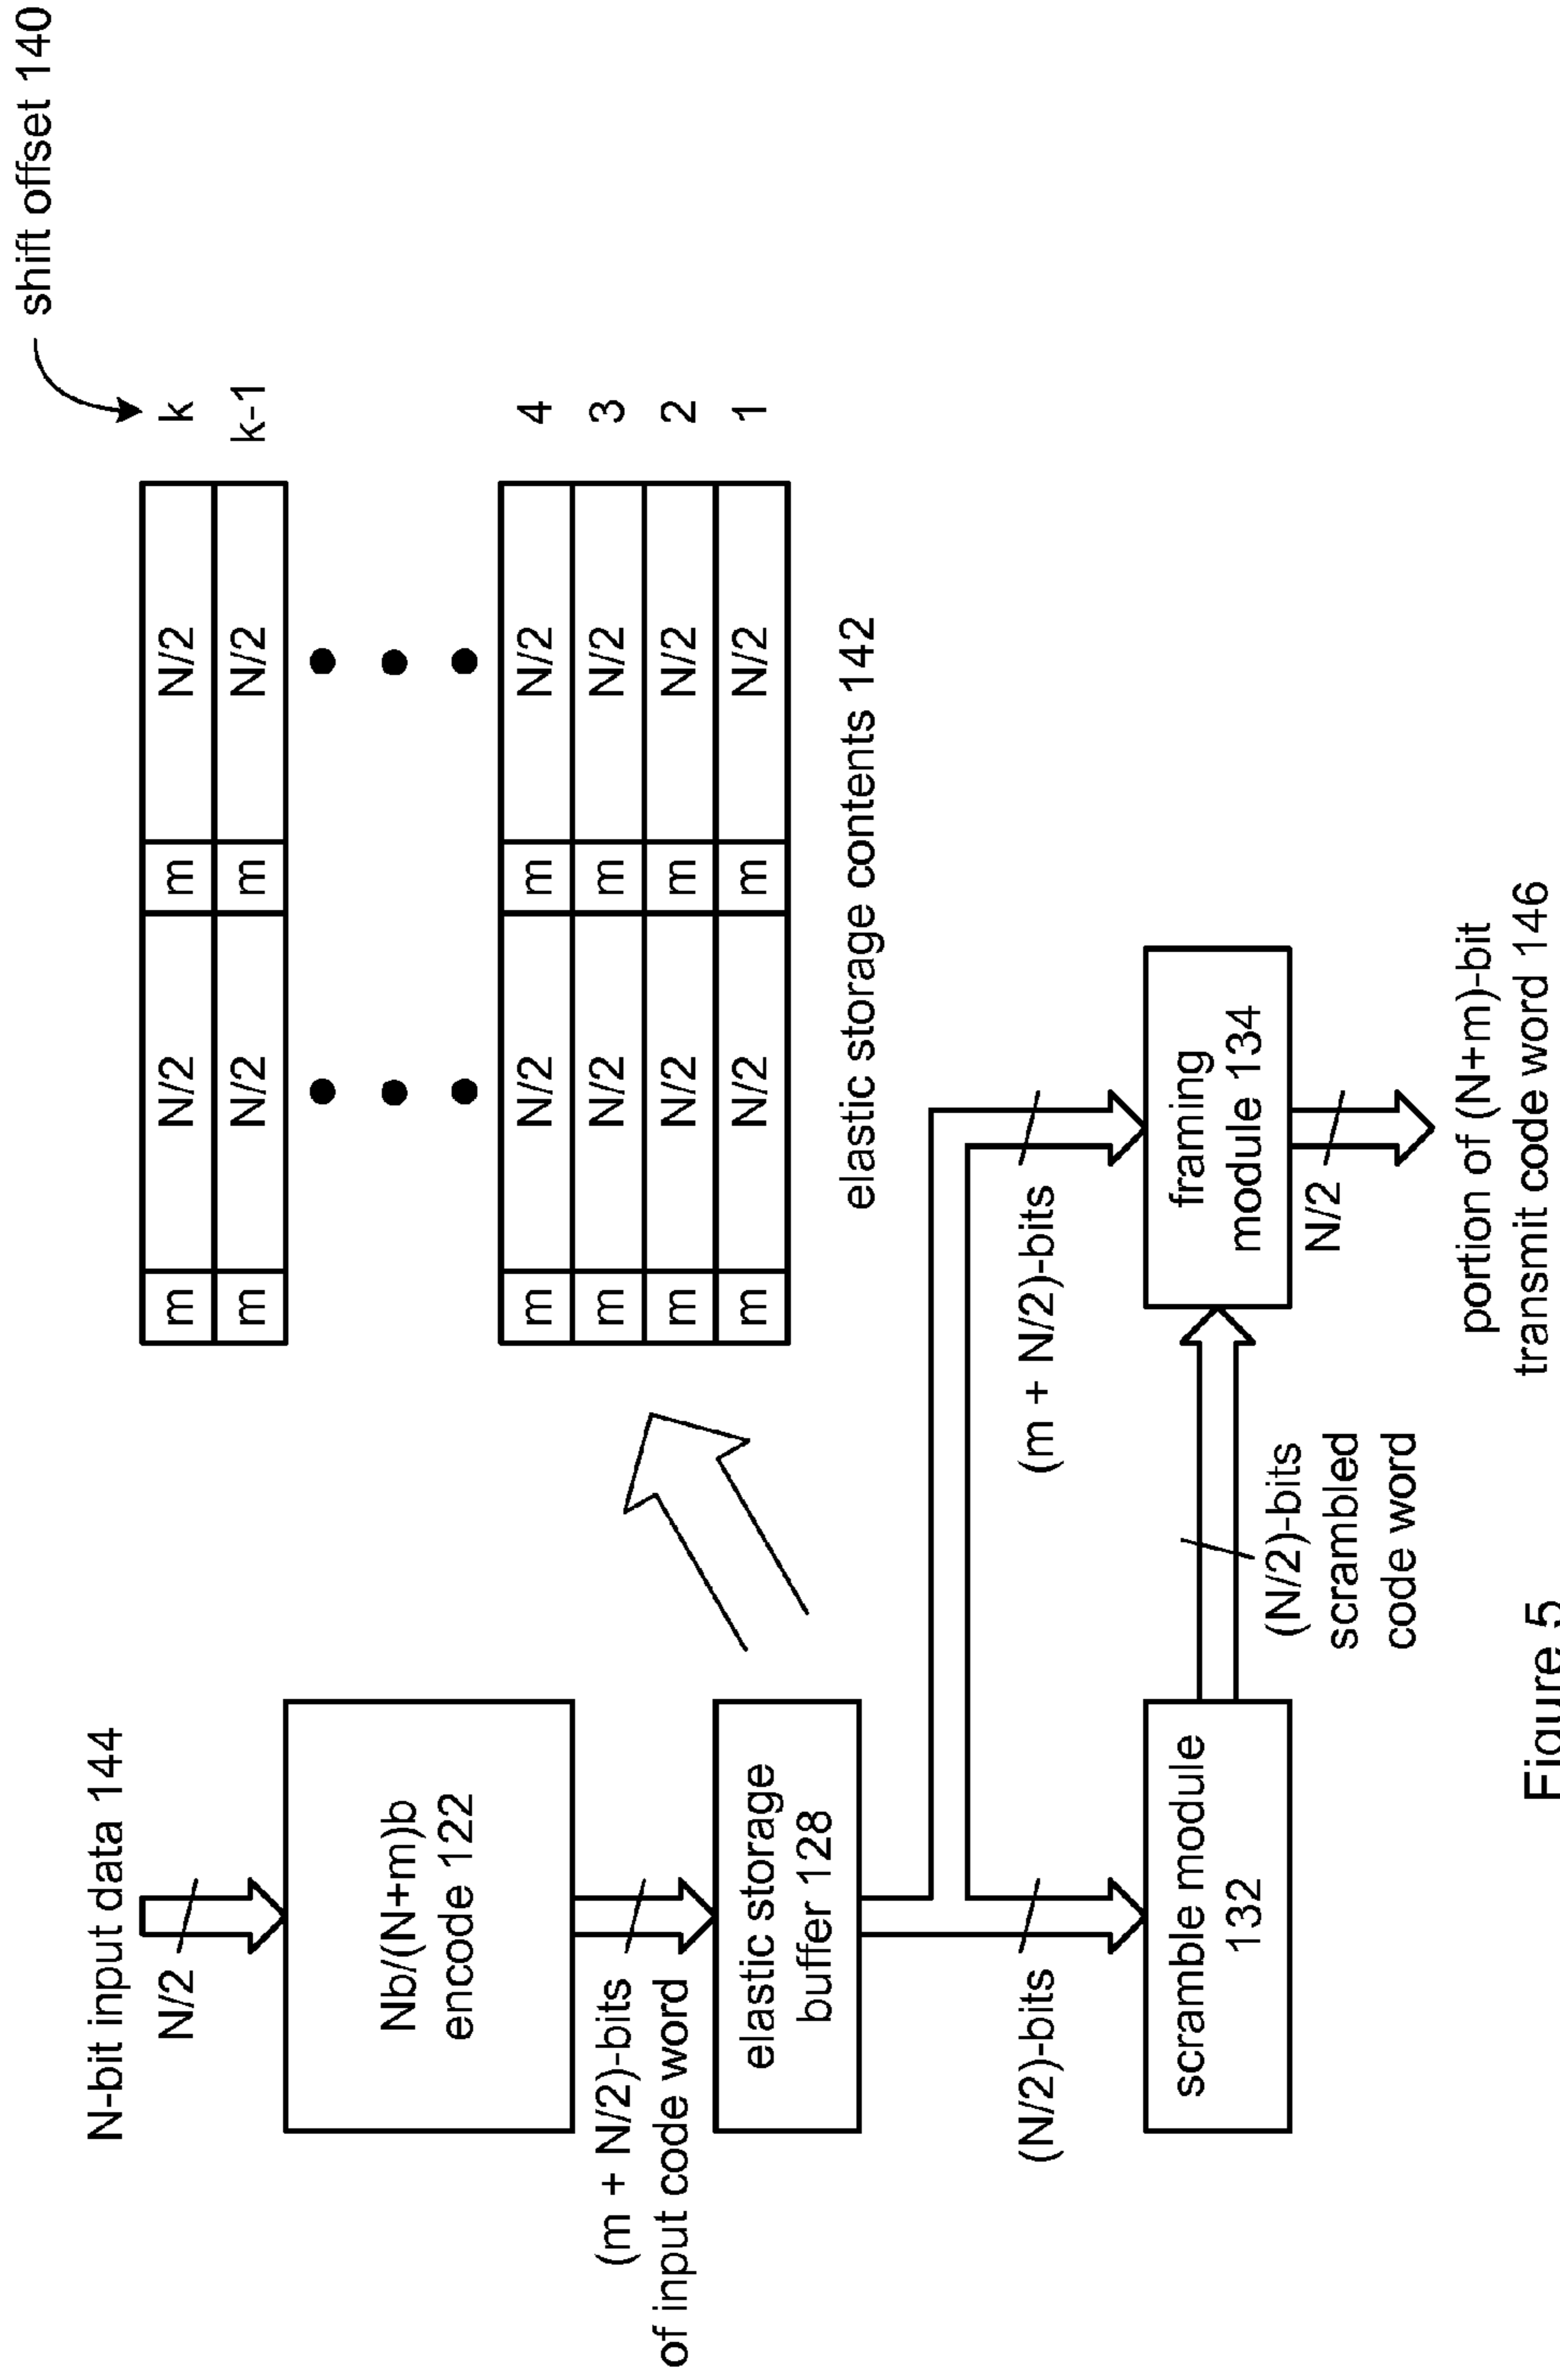 shift offset 140
N-bit input data 144
N/2
Nb/(N+m)b
encode 122
(m + N/2)-bits
of input code word
elastic storage
buffer 128
m N/2 m N/2 k
m N/2 m N/2 k-1
m N/2 m N/2 4
m N/2 m N/2 3
m N/2 m N/2 2
m N/2 m N/2 1
elastic storage contents 142
(N/2)-bits
(m + N/2)-bits
scramble module
132
(N/2)-bits
scrambled
code word
framing
module 134
N/2
portion of (N+m)-bit
transmit code word 146
Figure 5